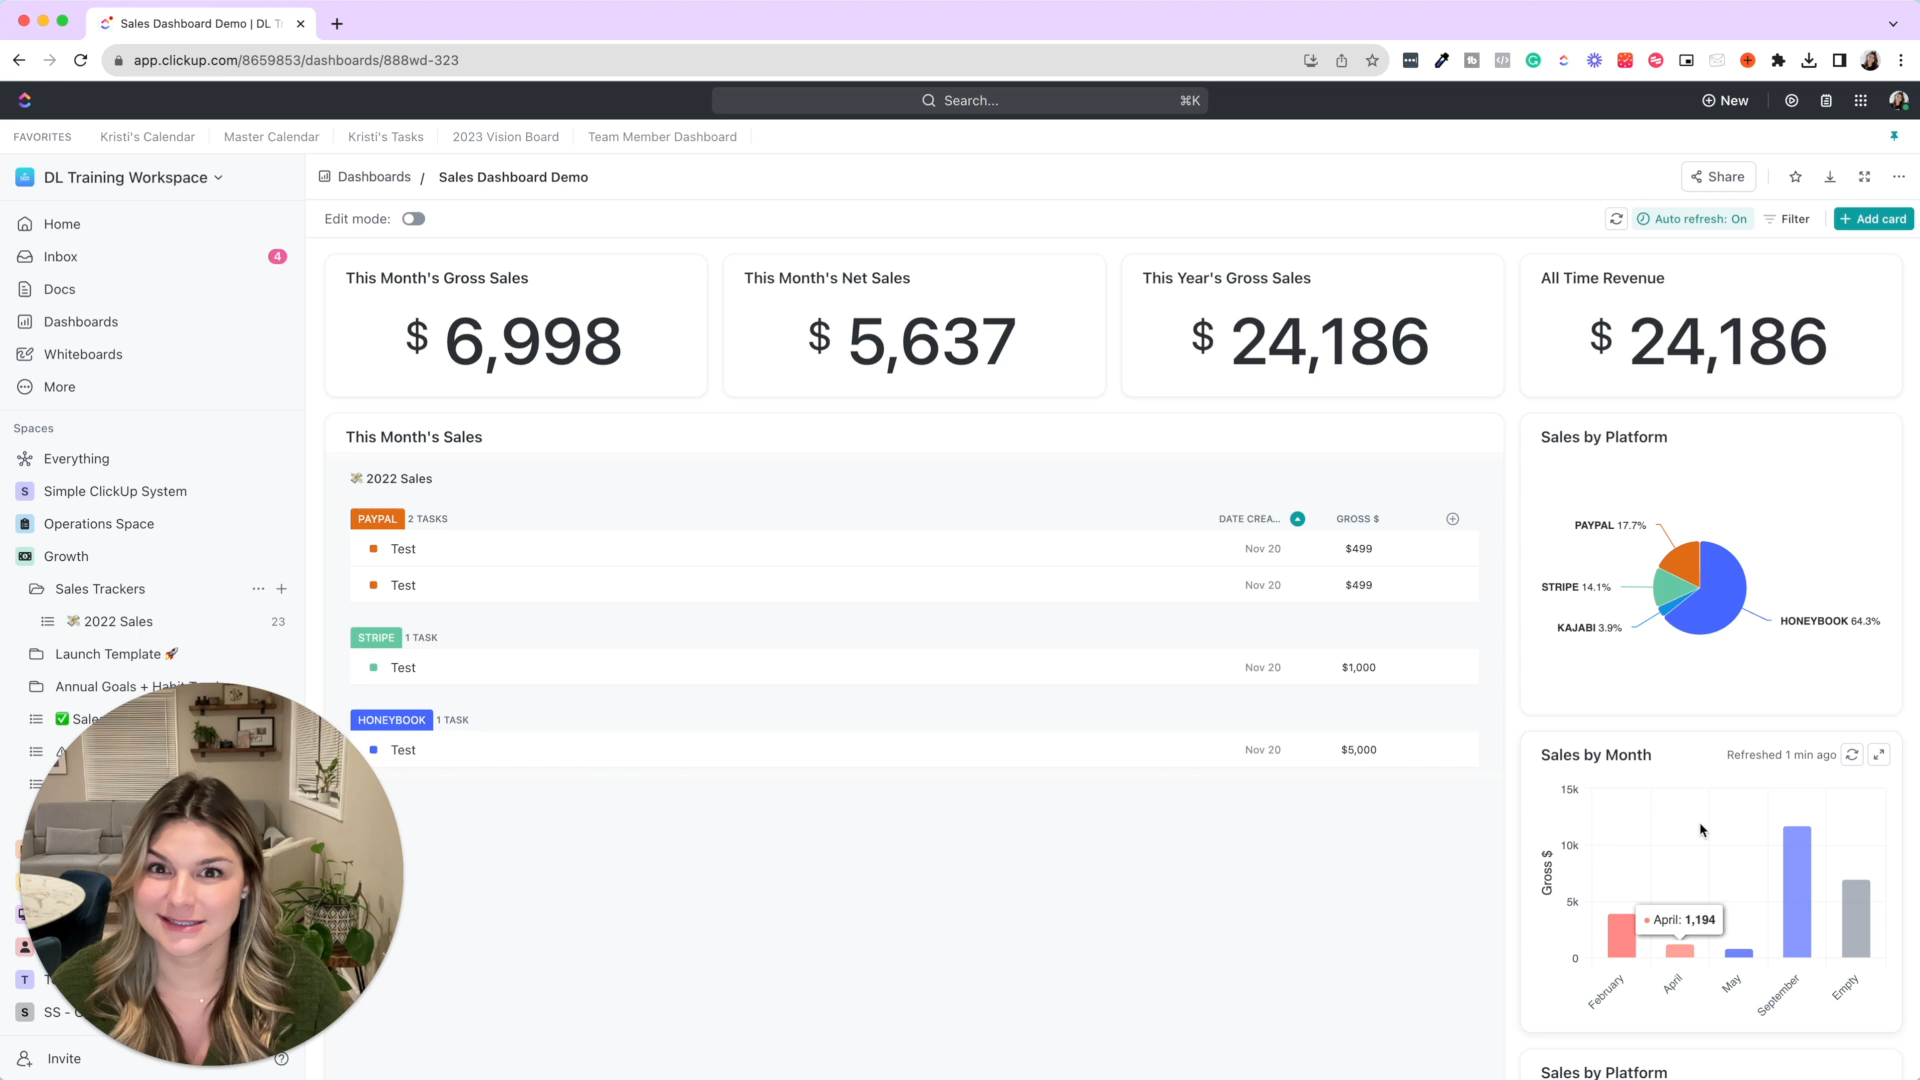 Sales Dashboard Demo | DL Tr
app.clickup.com/8659853/dashboards/888wd-323
Search...
⌘K
New
FAVORITES
Kristi's Calendar
Master Calendar
Kristi's Tasks
2023 Vision Board
Team Member Dashboard
DL Training Workspace
Dashboards / Sales Dashboard Demo
Share
Edit mode:
Auto refresh: On
Filter
+ Add card
Home
Inbox
4
Docs
Dashboards
Whiteboards
More
Spaces
Everything
S Simple ClickUp System
Operations Space
Growth
Sales Trackers
2022 Sales
23
Launch Template
Annual Goals +
Sale
T
S SS -
Invite
This Month's Gross Sales
$ 6,998
This Month's Net Sales
$ 5,637
This Year's Gross Sales
$ 24,186
All Time Revenue
$ 24,186
This Month's Sales
2022 Sales
PAYPAL 2 TASKS
DATE CREA...
GROSS $
Test Nov 20 $499
Test Nov 20 $499
STRIPE 1 TASK
Test Nov 20 $1,000
HONEYBOOK 1 TASK
Test Nov 20 $5,000
Sales by Platform
PAYPAL 17.7%
STRIPE 14.1%
KAJABI 3.9%
HONEYBOOK 64.3%
Sales by Month
Refreshed 1 min ago
15k
10k
5k
0
Gross $
April: 1,194
February
April
May
September
Empty
Sales by Platform